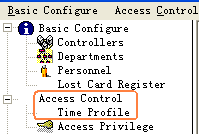 Basic Configure Access Control
Basic Configure
Controllers
Departments
Personnel
Lost Card Register
Access Control
Time Profile
Access Privilege